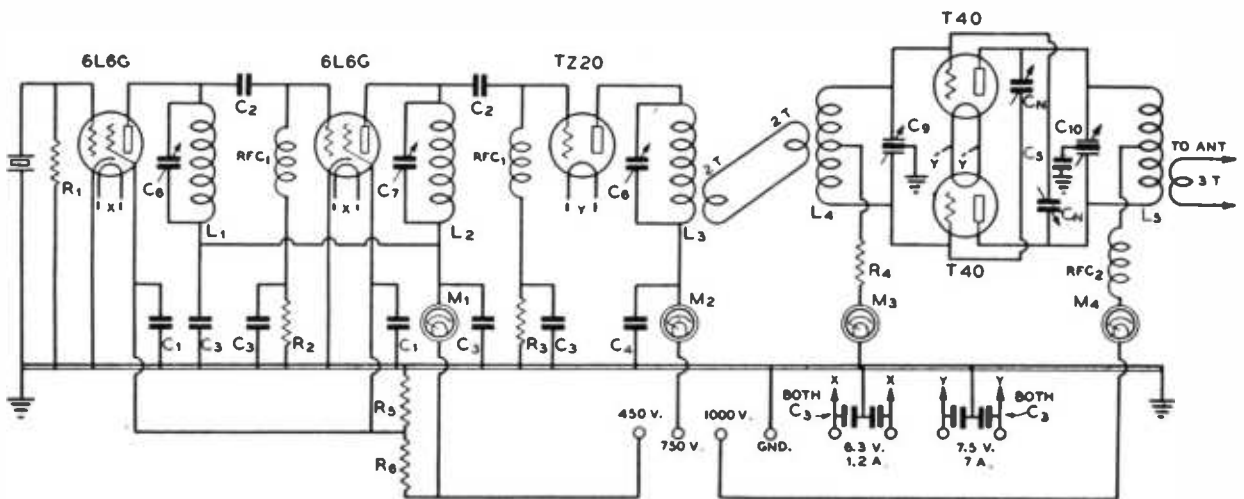 6L6G
6L6G
TZ20
T40
C2
C2
R1
C6
RFC1
C7
RFC1
C6
2T
2T
C9
CN
C10
TO ANT
3T
X
X
Y
Y
Y
C5
CN
L1
L2
L3
L4
L5
T40
R4
RFC2
M1
M2
M3
M4
C1
C3
C3
R2
C1
C3
R3
C3
C4
R5
R6
450 V.
750 V.
1000 V.
GND.
BOTH
C3
X
X
6.3 V.
1.2 A.
Y
Y
BOTH
C3
7.5 V.
7 A.